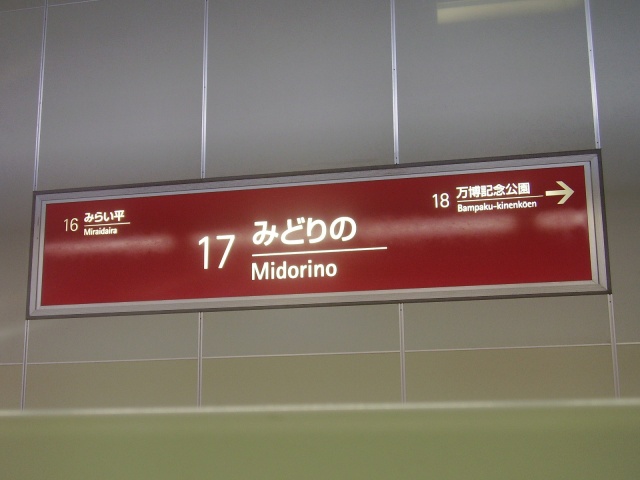 16 みらい平
Miraidaira
17 みどりの
Midorino
18 万博記念公園
Bampaku-kinenkōen